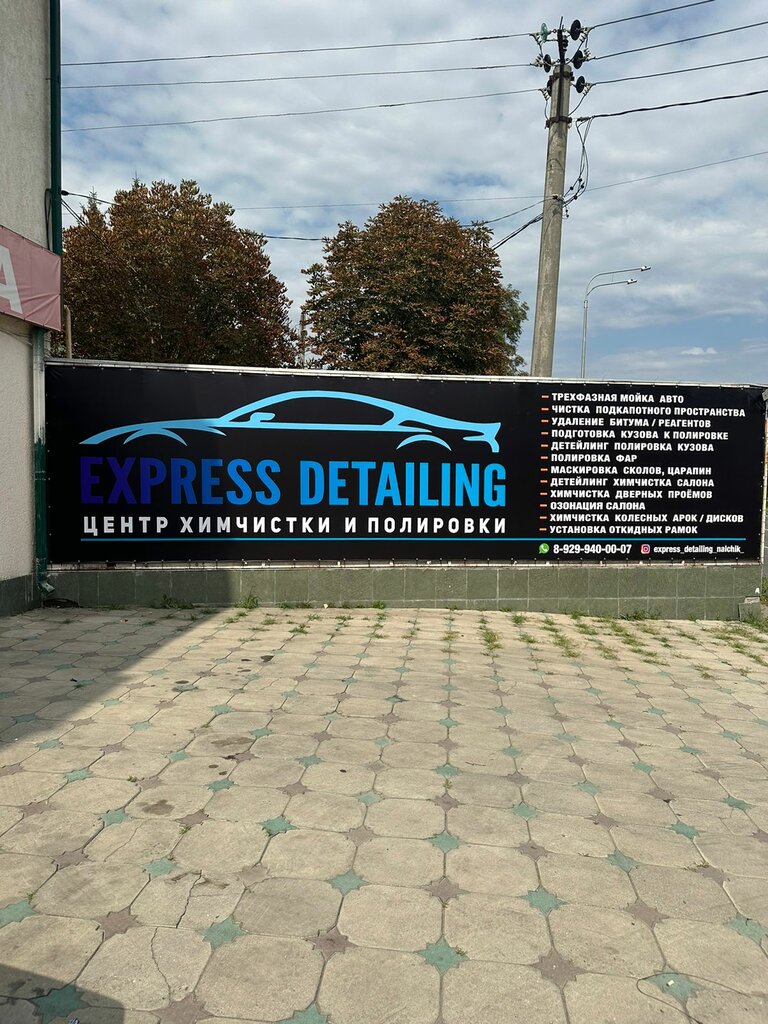 А
EXPRESS DETAILING
ЦЕНТР ХИМЧИСТКИ И ПОЛИРОВКИ
– ТРЕХФАЗНАЯ МОЙКА АВТО
– ЧИСТКА ПОДКАПОТНОГО ПРОСТРАНСТВА
– УДАЛЕНИЕ БИТУМА / РЕАГЕНТОВ
– ПОДГОТОВКА КУЗОВА К ПОЛИРОВКЕ
– ДЕТЕЙЛИНГ ПОЛИРОВКА КУЗОВА
– ПОЛИРОВКА ФАР
– МАСКИРОВКА СКОЛОВ, ЦАРАПИН
– ДЕТЕЙЛИНГ ХИМЧИСТКА САЛОНА
– ХИМЧИСТКА ДВЕРНЫХ ПРОЁМОВ
– ОЗОНАЦИЯ САЛОНА
– ХИМЧИСТКА КОЛЕСНЫХ АРОК / ДИСКОВ
– УСТАНОВКА ОТКИДНЫХ РАМОК
8-929-940-00-07 express_detailing_nalchik